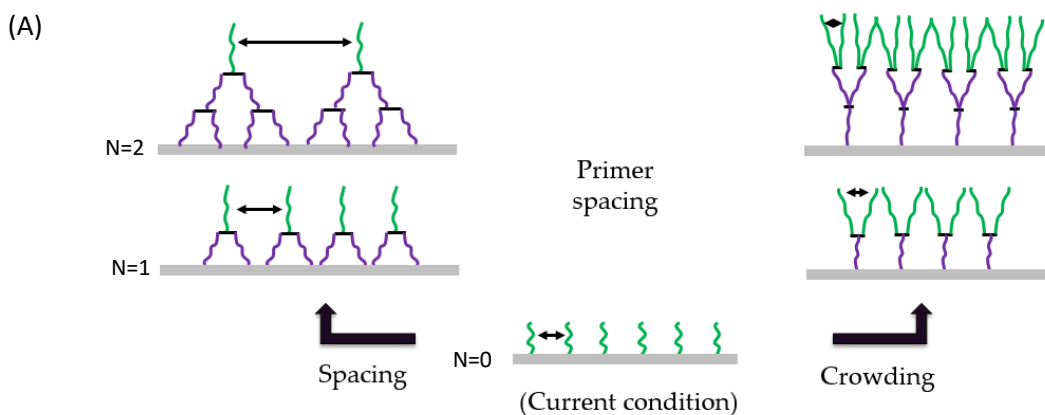 (A)
N=2
Primer
spacing
N=1
N=0
Spacing
(Current condition)
Crowding